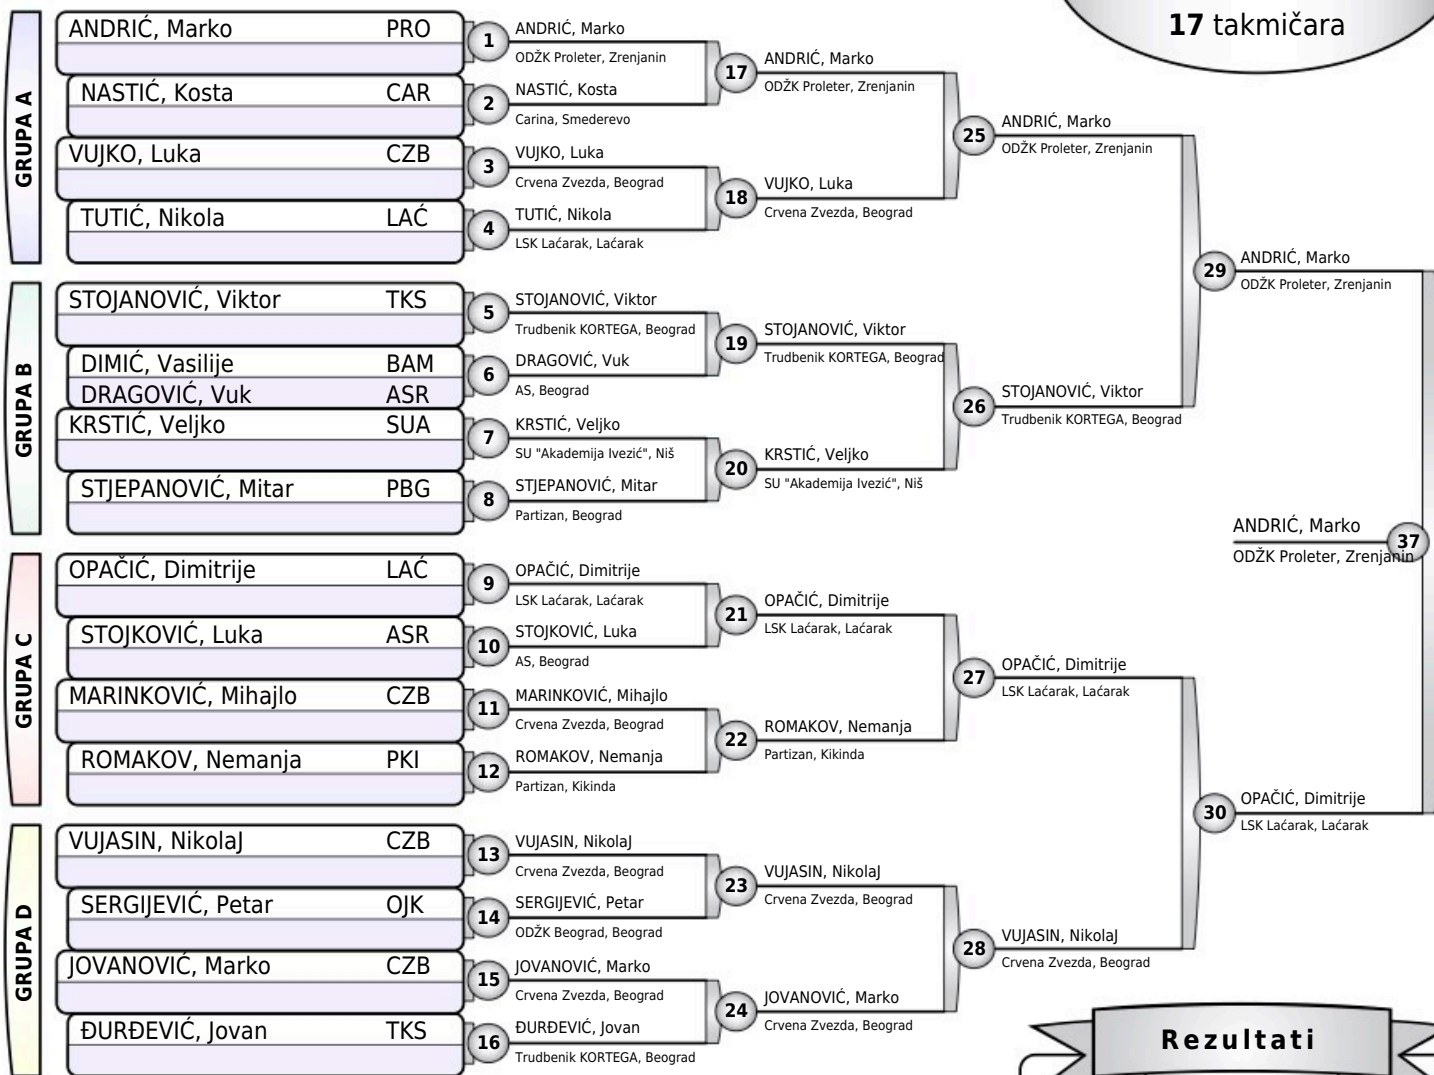 17 takmičara
GRUPA A
ANDRIĆ, Marko PRO
NASTIĆ, Kosta CAR
VUJKO, Luka CZB
TUTIĆ, Nikola LAĆ
GRUPA B
STOJANOVIĆ, Viktor TKS
DIMIĆ, Vasilije BAM
DRAGOVIĆ, Vuk ASR
KRSTIĆ, Veljko SUA
STJEPANOVIĆ, Mitar PBG
GRUPA C
OPAČIĆ, Dimitrije LAĆ
STOJKOVIĆ, Luka ASR
MARINKOVIĆ, Mihajlo CZB
ROMAKOV, Nemanja PKI
GRUPA D
VUJASIN, NikolaJ CZB
SERGIJEVIĆ, Petar OJK
JOVANOVIĆ, Marko CZB
ĐURĐEVIĆ, Jovan TKS
1 ANDRIĆ, Marko
ODŽK Proleter, Zrenjanin
2 NASTIĆ, Kosta
Carina, Smederevo
3 VUJKO, Luka
Crvena Zvezda, Beograd
4 TUTIĆ, Nikola
LSK Laćarak, Laćarak
5 STOJANOVIĆ, Viktor
Trudbenik KORTEGA, Beograd
6 DRAGOVIĆ, Vuk
AS, Beograd
7 KRSTIĆ, Veljko
SU "Akademija Ivezić", Niš
8 STJEPANOVIĆ, Mitar
Partizan, Beograd
9 OPAČIĆ, Dimitrije
LSK Laćarak, Laćarak
10 STOJKOVIĆ, Luka
AS, Beograd
11 MARINKOVIĆ, Mihajlo
Crvena Zvezda, Beograd
12 ROMAKOV, Nemanja
Partizan, Kikinda
13 VUJASIN, NikolaJ
Crvena Zvezda, Beograd
14 SERGIJEVIĆ, Petar
ODŽK Beograd, Beograd
15 JOVANOVIĆ, Marko
Crvena Zvezda, Beograd
16 ĐURĐEVIĆ, Jovan
Trudbenik KORTEGA, Beograd
17 ANDRIĆ, Marko
ODŽK Proleter, Zrenjanin
18 VUJKO, Luka
Crvena Zvezda, Beograd
19 STOJANOVIĆ, Viktor
Trudbenik KORTEGA, Beograd
20 KRSTIĆ, Veljko
SU "Akademija Ivezić", Niš
21 OPAČIĆ, Dimitrije
LSK Laćarak, Laćarak
22 ROMAKOV, Nemanja
Partizan, Kikinda
23 VUJASIN, NikolaJ
Crvena Zvezda, Beograd
24 JOVANOVIĆ, Marko
Crvena Zvezda, Beograd
25 ANDRIĆ, Marko
ODŽK Proleter, Zrenjanin
26 STOJANOVIĆ, Viktor
Trudbenik KORTEGA, Beograd
27 OPAČIĆ, Dimitrije
LSK Laćarak, Laćarak
28 VUJASIN, NikolaJ
Crvena Zvezda, Beograd
29 ANDRIĆ, Marko
ODŽK Proleter, Zrenjanin
30 OPAČIĆ, Dimitrije
LSK Laćarak, Laćarak
ANDRIĆ, Marko 37
ODŽK Proleter, Zrenjanin
Rezultati